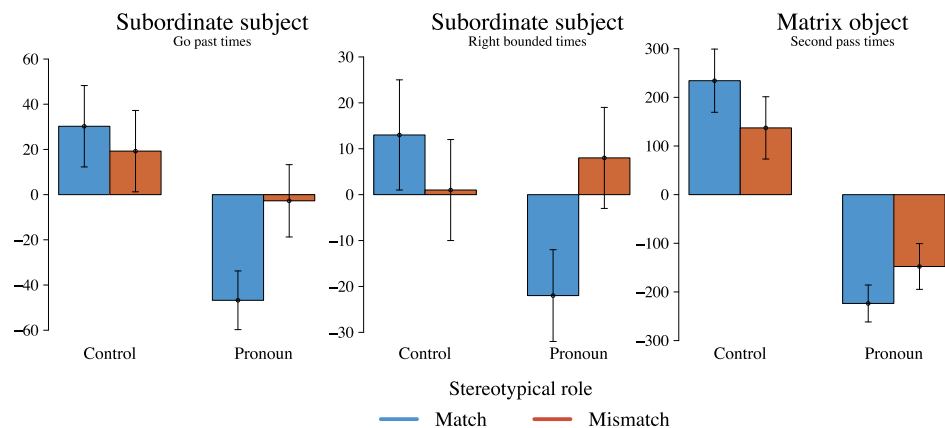 Subordinate subject
Go past times
60
40
20
0
−20
−40
−60
Control Pronoun
Subordinate subject
Right bounded times
30
20
10
0
−10
−20
−30
Control Pronoun
Matrix object
Second pass times
300
200
100
0
−100
−200
−300
Control Pronoun
Stereotypical role
Match Mismatch